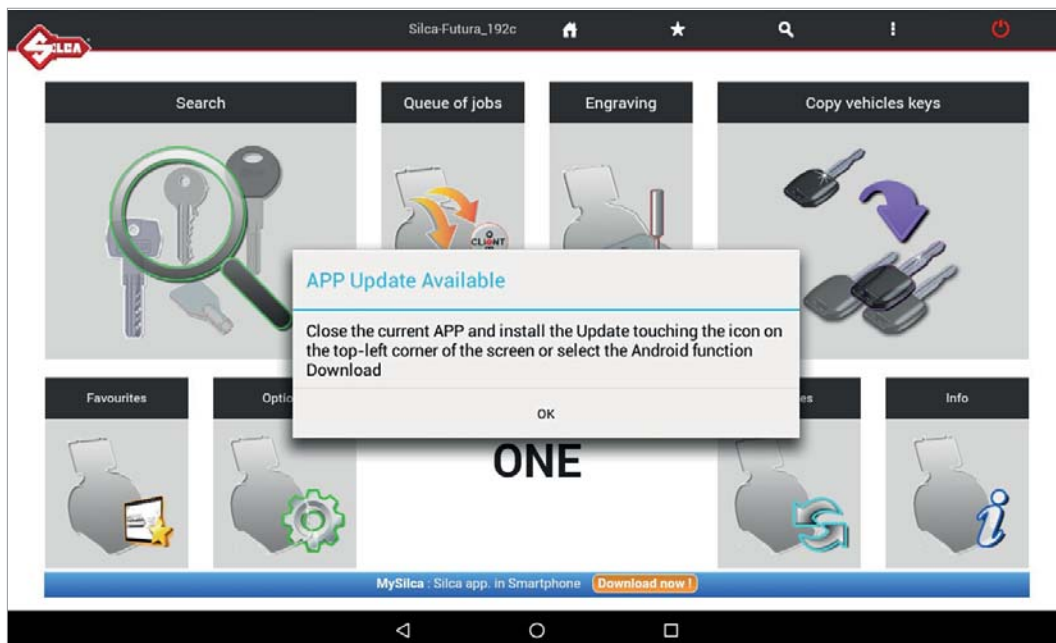 SILCA
Silca-Futura_192c
Search
Queue of jobs
Engraving
Copy vehicles keys
CLIENT
APP Update Available
Close the current APP and install the Update touching the icon on
the top-left corner of the screen or select the Android function
Download
OK
Favourites
Optio
es
Info
ONE
MySilca : Silca app. in Smartphone Download now !